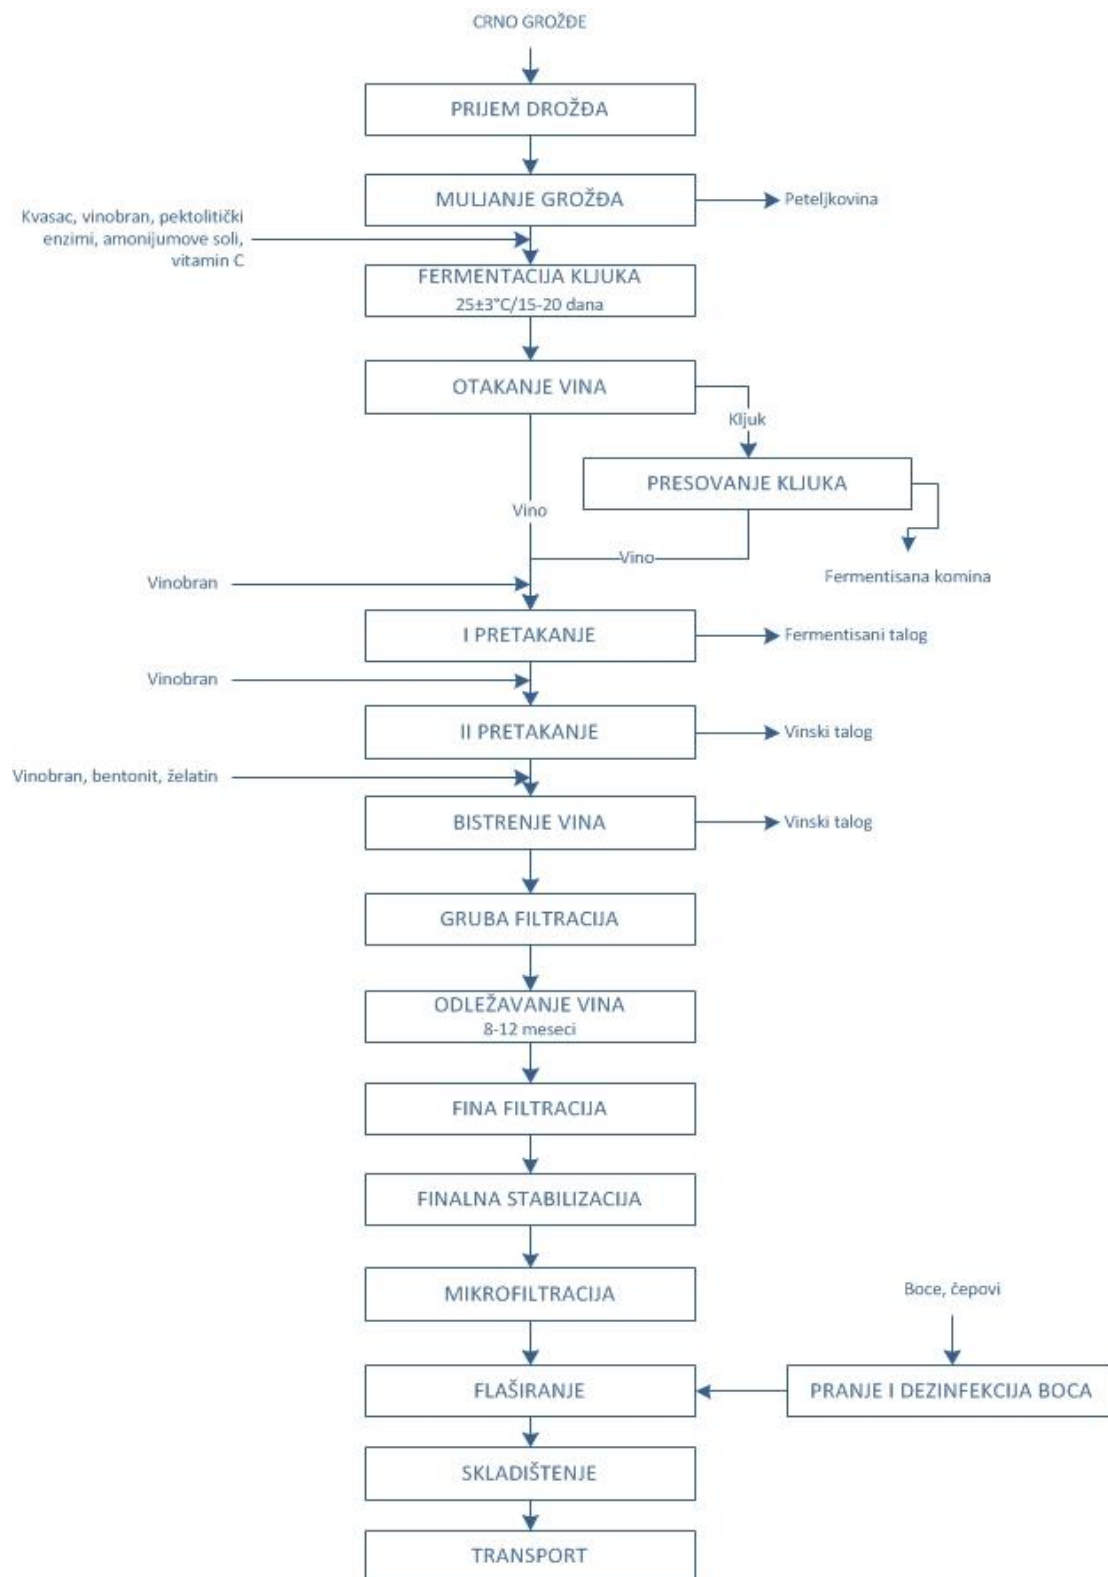 CRNO GROŽĐE
PRIJEM DROŽĐA
MULJANJE GROŽĐA
Peteljkovina
Kvasac, vinobran, pektolitički
enzimi, amonijumove soli,
vitamin C
FERMENTACIJA KLJUKA
25±3°C/15-20 dana
OTAKANJE VINA
Kljuk
PRESOVANJE KLJUKA
Vino
Vino
Fermentisana komina
Vinobran
I PRETAKANJE
Fermentisani talog
Vinobran
II PRETAKANJE
Vinski talog
Vinobran, bentonit, želatin
BISTRENJE VINA
Vinski talog
GRUBA FILTRACIJA
ODLEŽAVANJE VINA
8-12 meseci
FINA FILTRACIJA
FINALNA STABILIZACIJA
MIKROFILTRACIJA
Boce, čepovi
FLAŠIRANJE
PRANJE I DEZINFEKCIJA BOCA
SKLADIŠTENJE
TRANSPORT